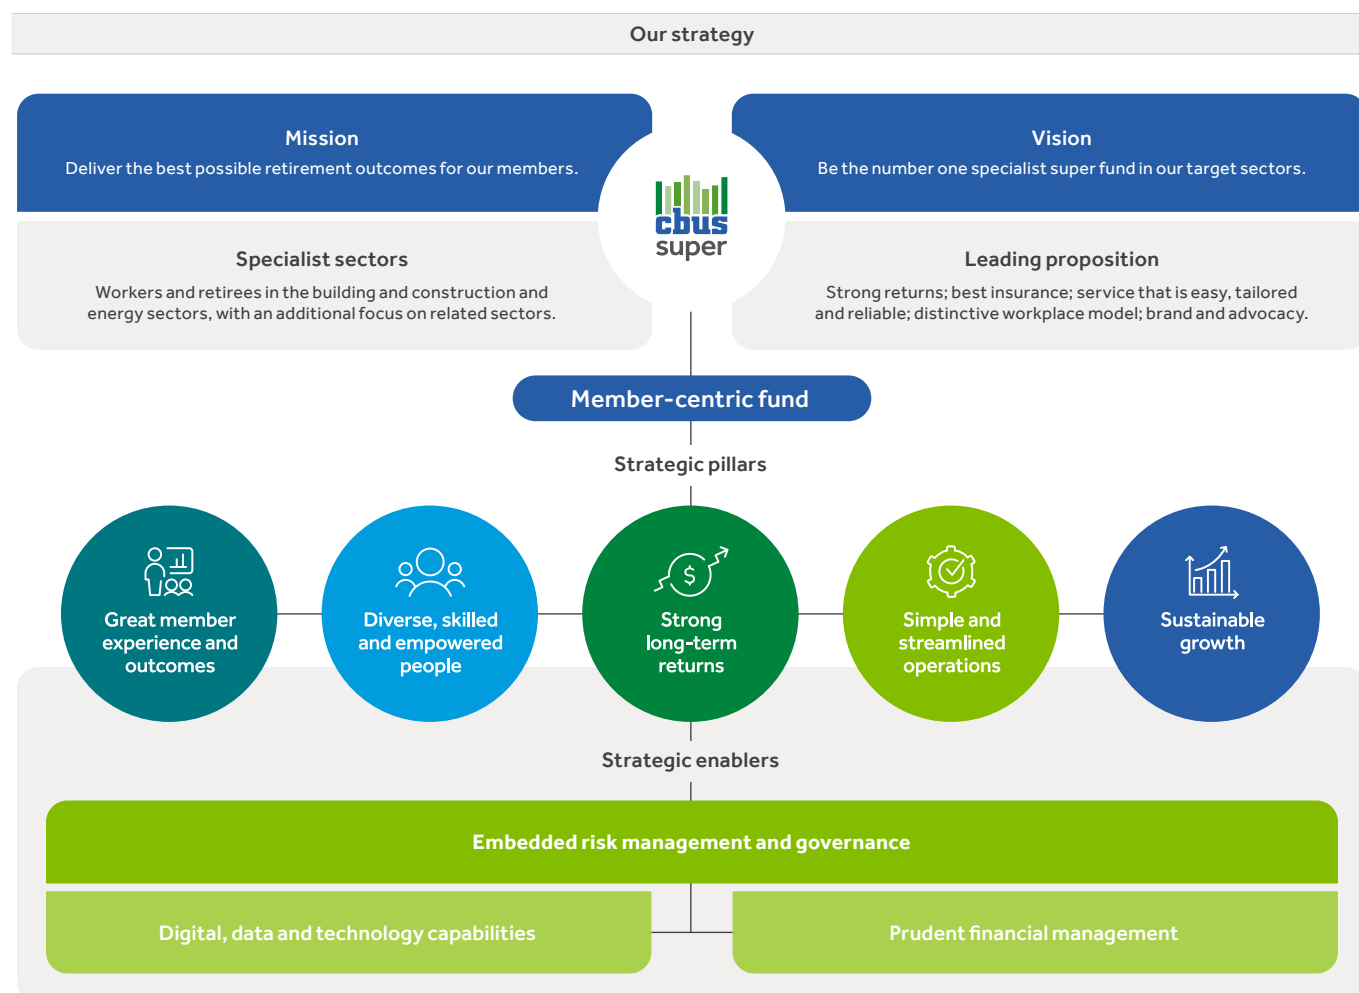 Our strategy
Mission
Deliver the best possible retirement outcomes for our members.
Vision
Be the number one specialist super fund in our target sectors.
cbus
super
Specialist sectors
Workers and retirees in the building and construction and
energy sectors, with an additional focus on related sectors.
Leading proposition
Strong returns; best insurance; service that is easy, tailored
and reliable; distinctive workplace model; brand and advocacy.
Member-centric fund
Strategic pillars
Great member
experience and
outcomes
Diverse, skilled
and empowered
people
$
Strong
long-term
returns
Simple and
streamlined
operations
Sustainable
growth
Strategic enablers
Embedded risk management and governance
Digital, data and technology capabilities
Prudent financial management